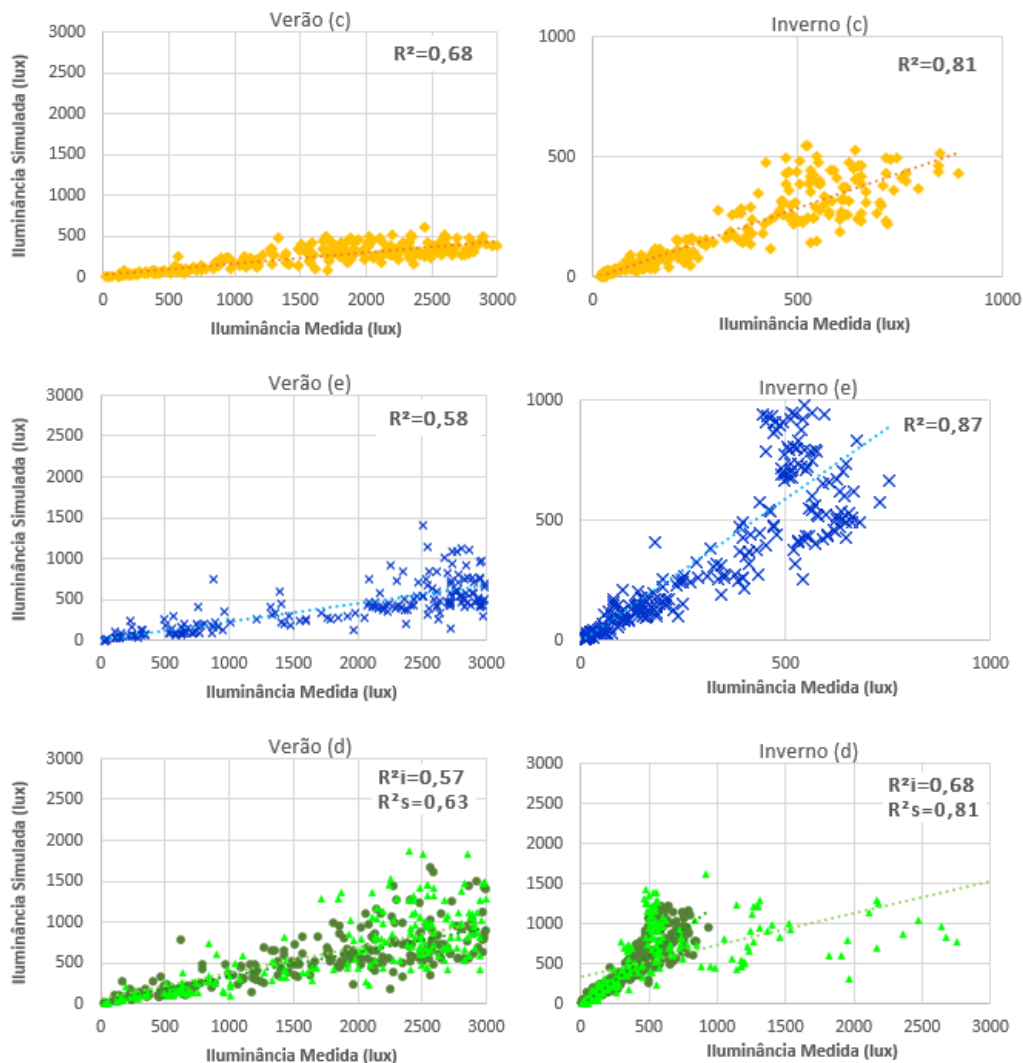 Verão (c)
R²=0,68
Iluminância Simulada (lux)
3000
2500
2000
1500
1000
500
0
0 500 1000 1500 2000 2500 3000
Iluminância Medida (lux)
Inverno (c)
R²=0,81
1000
500
0
0 500 1000
Iluminância Medida (lux)
Verão (e)
R²=0,58
Iluminância Simulada (lux)
3000
2500
2000
1500
1000
500
0
0 500 1000 1500 2000 2500 3000
Iluminância Medida (lux)
Inverno (e)
R²=0,87
1000
500
0
0 500 1000
Iluminância Medida (lux)
Verão (d)
R²i=0,57
R²s=0,63
Iluminância Simulada (lux)
3000
2500
2000
1500
1000
500
0
0 500 1000 1500 2000 2500 3000
Iluminância Medida (lux)
Inverno (d)
R²i=0,68
R²s=0,81
3000
2500
2000
1500
1000
500
0
0 500 1000 1500 2000 2500 3000
Iluminância Medida (lux)